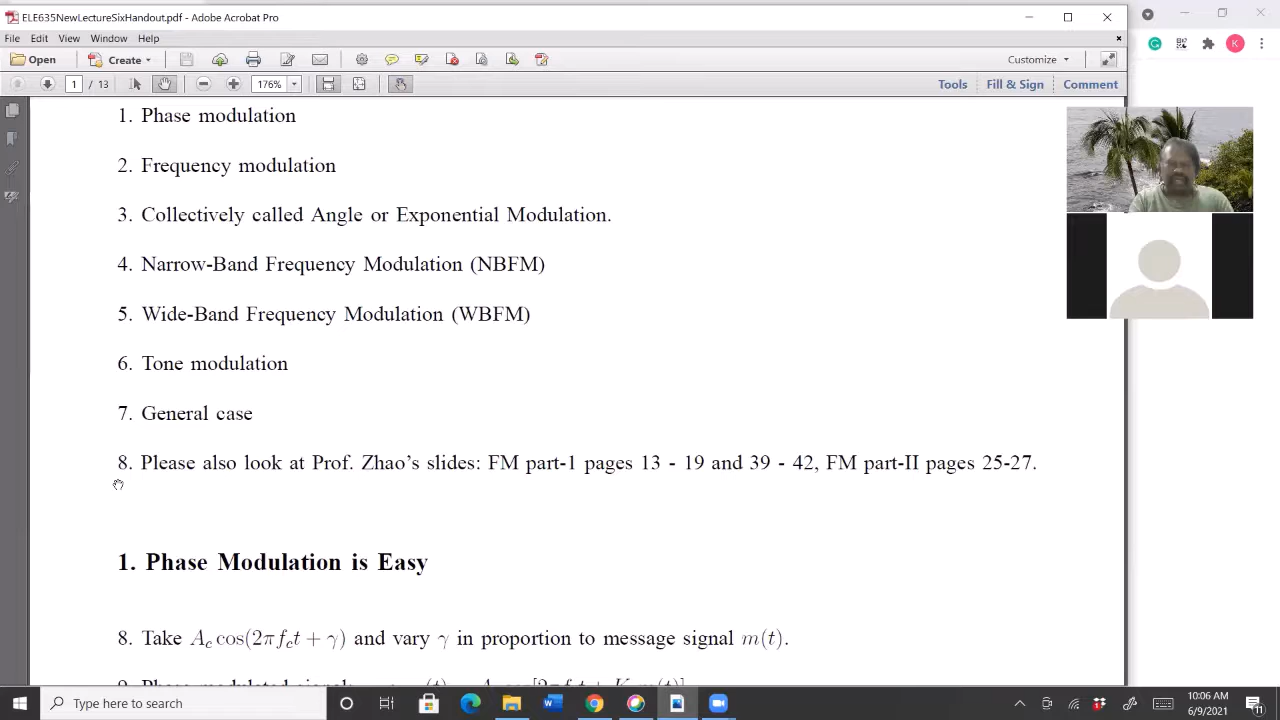 ELE635NewLectureSixHandout.pdf - Adobe Acrobat Pro
File Edit View Window Help
Open Create Customize
1 / 13 176% Tools Fill & Sign Comment
K
1. Phase modulation
2. Frequency modulation
3. Collectively called Angle or Exponential Modulation.
4. Narrow-Band Frequency Modulation (NBFM)
5. Wide-Band Frequency Modulation (WBFM)
6. Tone modulation
7. General case
8. Please also look at Prof. Zhao's slides: FM part-1 pages 13 - 19 and 39 - 42, FM part-II pages 25-27.
1. Phase Modulation is Easy
8. Take A_c cos(2πf_ct + γ) and vary γ in proportion to message signal m(t).
Type here to search
10:06 AM
6/9/2021
11